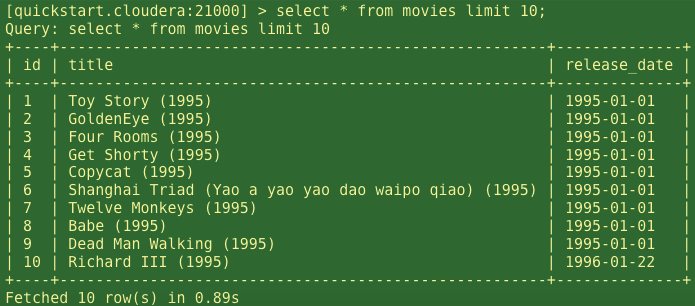 [quickstart.cloudera:21000] > select * from movies limit 10;
Query: select * from movies limit 10
+----+------------------------------------------------------+--------------+
| id | title                                                | release_date |
+----+------------------------------------------------------+--------------+
| 1  | Toy Story (1995)                                     | 1995-01-01   |
| 2  | GoldenEye (1995)                                     | 1995-01-01   |
| 3  | Four Rooms (1995)                                    | 1995-01-01   |
| 4  | Get Shorty (1995)                                    | 1995-01-01   |
| 5  | Copycat (1995)                                       | 1995-01-01   |
| 6  | Shanghai Triad (Yao a yao yao dao waipo qiao) (1995) | 1995-01-01   |
| 7  | Twelve Monkeys (1995)                                | 1995-01-01   |
| 8  | Babe (1995)                                          | 1995-01-01   |
| 9  | Dead Man Walking (1995)                              | 1995-01-01   |
| 10 | Richard III (1995)                                   | 1996-01-22   |
+----+------------------------------------------------------+--------------+
Fetched 10 row(s) in 0.89s